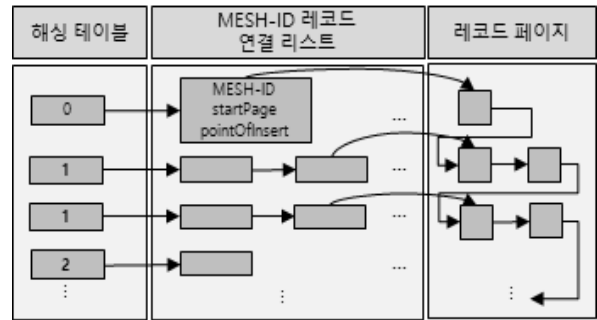 해싱 테이블
MESH-ID 레코드
연결 리스트
레코드 페이지
0
MESH-ID
startPage
pointOfInsert
...
1
...
1
...
2
...
⋮
⋮
⋮